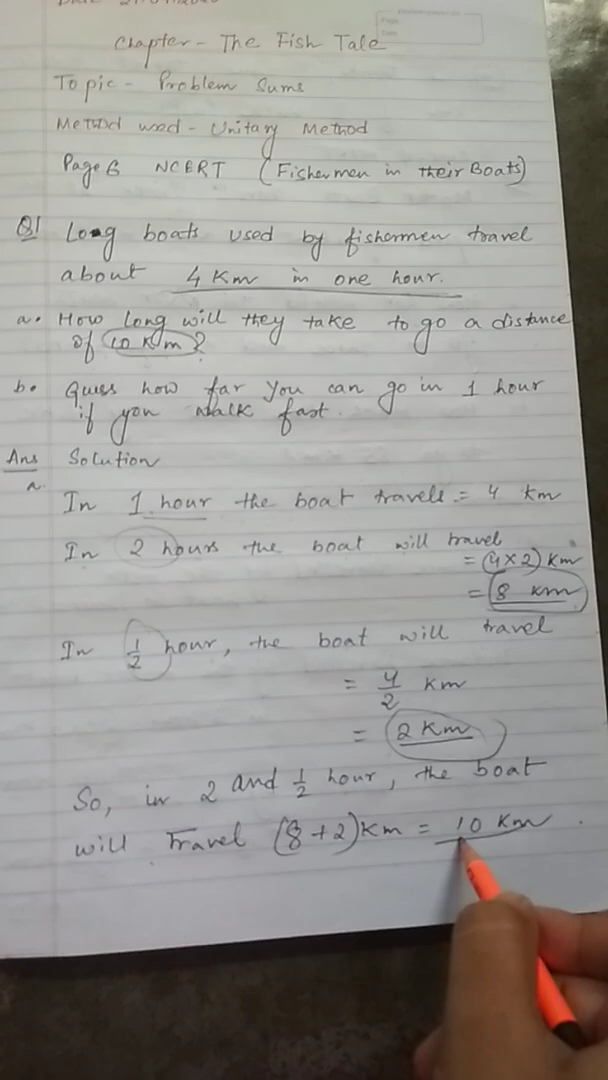 Chapter - The Fish Tale
Topic - Problem Sums
Method used - Unitary Method
Page 6 NCERT (Fishermen in their Boats)
Q1 Long boats used by fishermen travel
about 4 Km in one hour.
a. How long will they take to go a distance
of 10 Km?
b. Guess how far you can go in 1 hour
if you walk fast.
Ans Solution
a.
In 1 hour the boat travels = 4 km
In 2 hours the boat will travel
= (4×2) km
= 8 km
In 1/2 hour, the boat will travel
= 4/2 km
= 2 Km
So, in 2 and 1/2 hour, the boat
will Travel (8+2) Km = 10 Km.